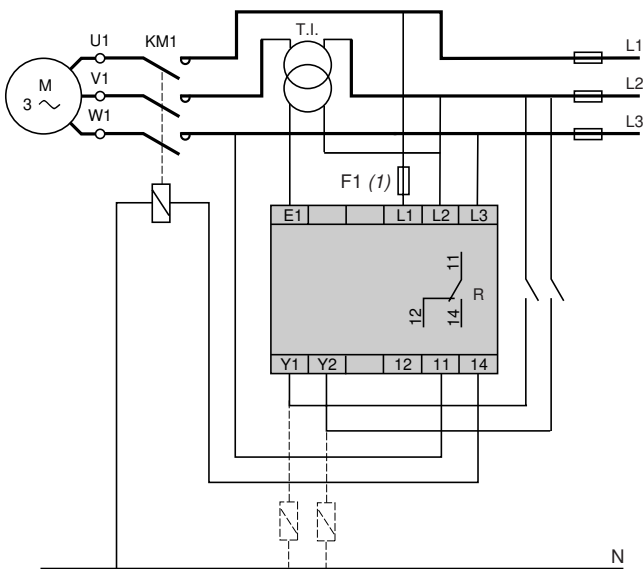 T.I.
U1 KM1 L1
M
3
V1 L2
W1 L3
F1 (1)
E1 L1 L2 L3
11
R
12 14
Y1 Y2 12 11 14
N